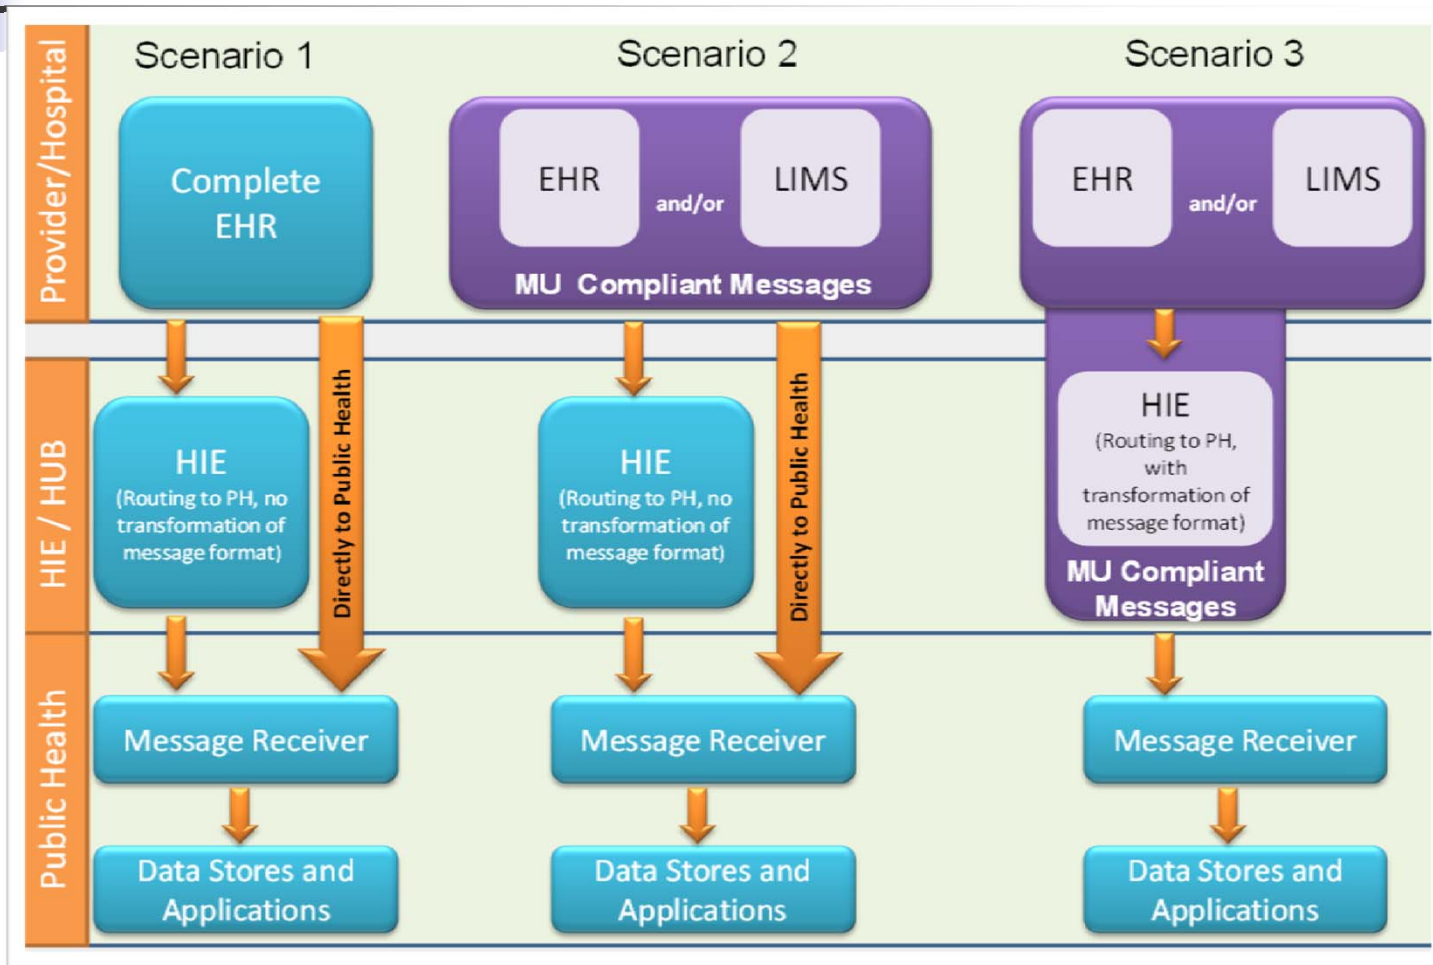 Scenario 1
Scenario 2
Scenario 3
Provider/Hospital
Complete
EHR
EHR
and/or
LIMS
MU Compliant Messages
EHR
and/or
LIMS
HIE / HUB
HIE
(Routing to PH, no
transformation of
message format)
Directly to Public Health
HIE
(Routing to PH, no
transformation of
message format)
Directly to Public Health
HIE
(Routing to PH,
with
transformation of
message format)
MU Compliant
Messages
Public Health
Message Receiver
Message Receiver
Message Receiver
Data Stores and
Applications
Data Stores and
Applications
Data Stores and
Applications